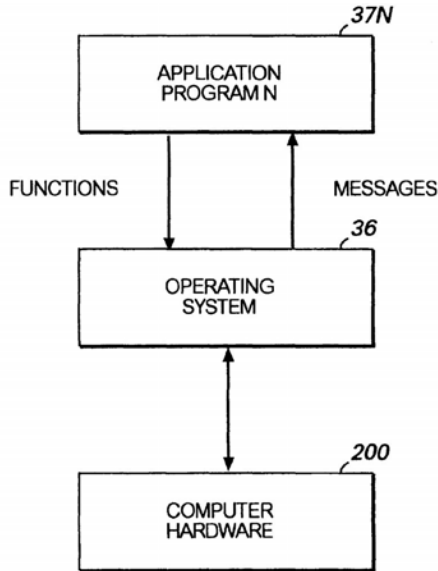 37N
APPLICATION
PROGRAM N
FUNCTIONS
MESSAGES
36
OPERATING
SYSTEM
200
COMPUTER
HARDWARE